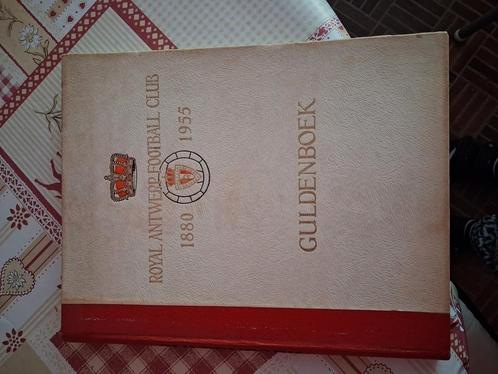 ROYAL ANTWERP FOOTBALL CLUB
1880 1955
GULDENBOEK